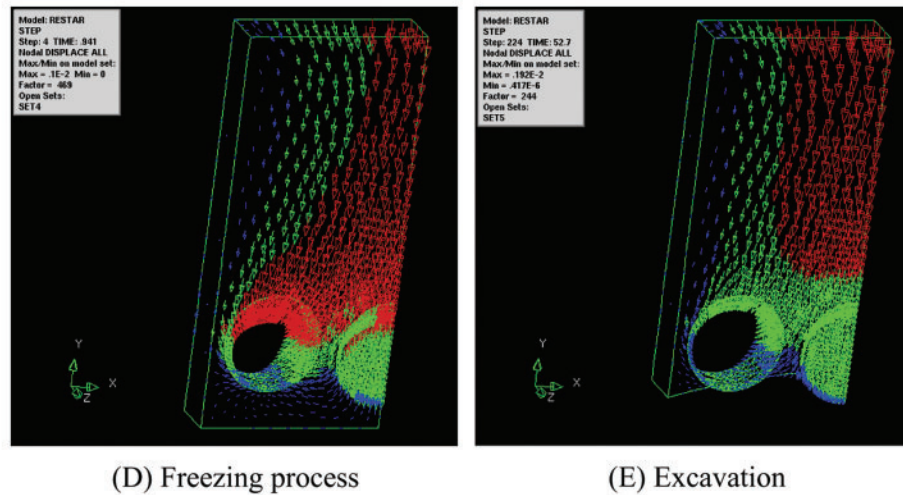 Model: RESTAR
STEP
Step: 4 TIME: .941
Nodal DISPLACE ALL
Max/Min on model set:
Max = .1E-2 Min = 0
Factor = 469
Open Sets:
SET4
Y
X
Z
(D) Freezing process
Model: RESTAR
STEP
Step: 224 TIME: 52.7
Nodal DISPLACE ALL
Max/Min on model set:
Max = .192E-2
Min = .417E-6
Factor = 244
Open Sets:
SET5
Y
X
Z
(E) Excavation